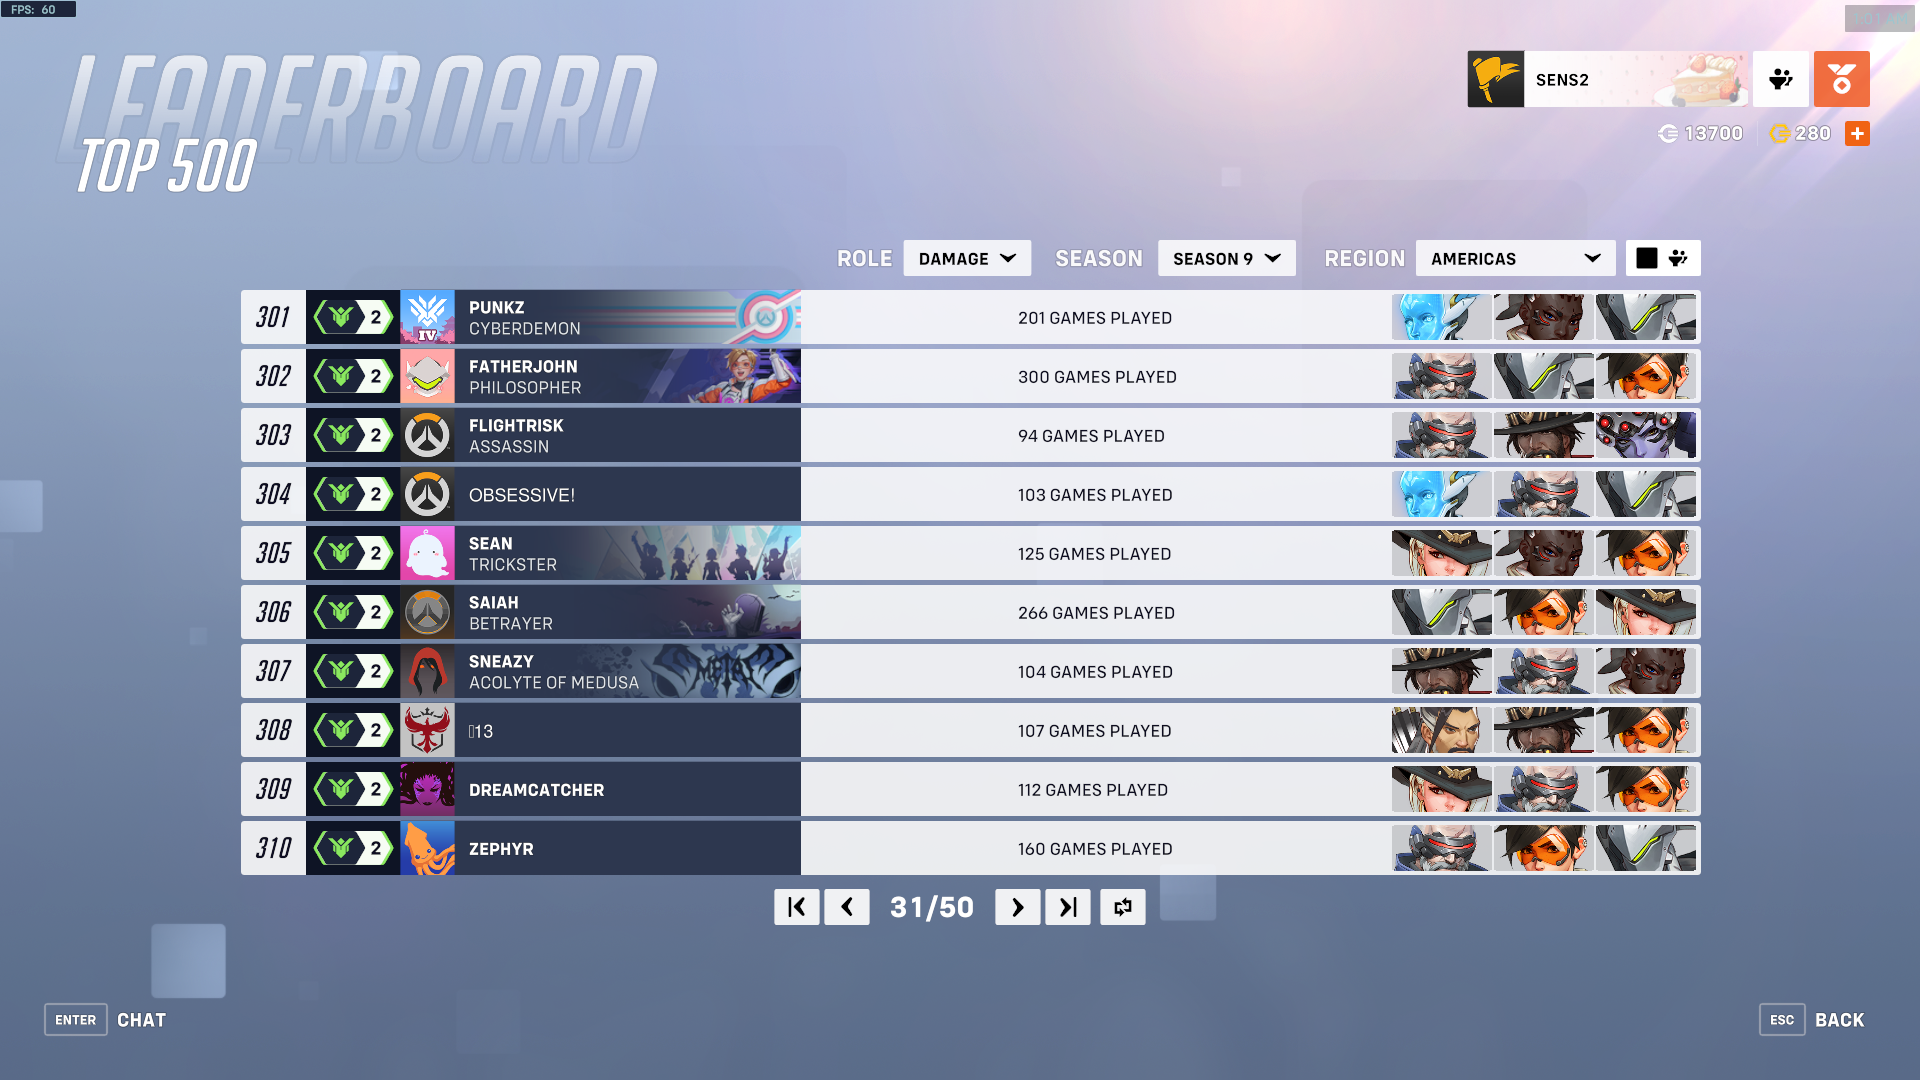 FPS: 60
LEADERBOARD
TOP 500
SENS2
13700
280
ROLE DAMAGE SEASON SEASON 9 REGION AMERICAS
301 2 IV PUNKZ
CYBERDEMON
201 GAMES PLAYED
302 2 FATHERJOHN
PHILOSOPHER
300 GAMES PLAYED
303 2 FLIGHTRISK
ASSASSIN
94 GAMES PLAYED
304 2 OBSESSIVE!
103 GAMES PLAYED
305 2 SEAN
TRICKSTER
125 GAMES PLAYED
306 2 SAIAH
BETRAYER
266 GAMES PLAYED
307 2 SNEAZY
ACOLYTE OF MEDUSA
104 GAMES PLAYED
308 2 13
107 GAMES PLAYED
309 2 DREAMCATCHER
112 GAMES PLAYED
310 2 ZEPHYR
160 GAMES PLAYED
31/50
ENTER CHAT
ESC BACK